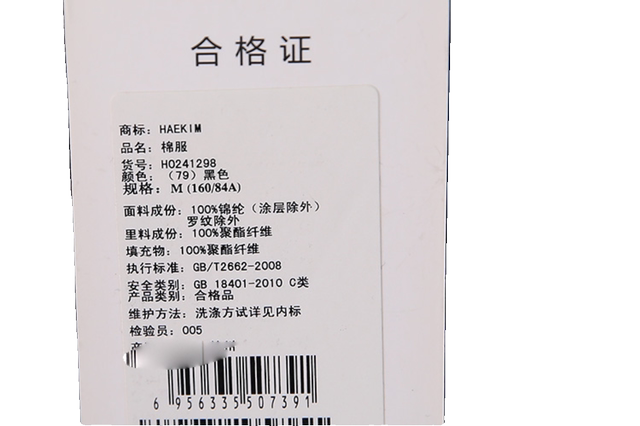 合格证
商标：HAEKIM
品名：棉服
货号：HO241298
颜色：（79）黑色
规格：M (160/84A)
面料成份：100%锦纶（涂层除外）
罗纹除外
里料成份：100%聚酯纤维
填充物：100%聚酯纤维
执行标准：GB/T2662-2008
安全类别：GB 18401-2010 C类
产品类别：合格品
维护方法：洗涤方试详见内标
检验员：005
6 956335 507391